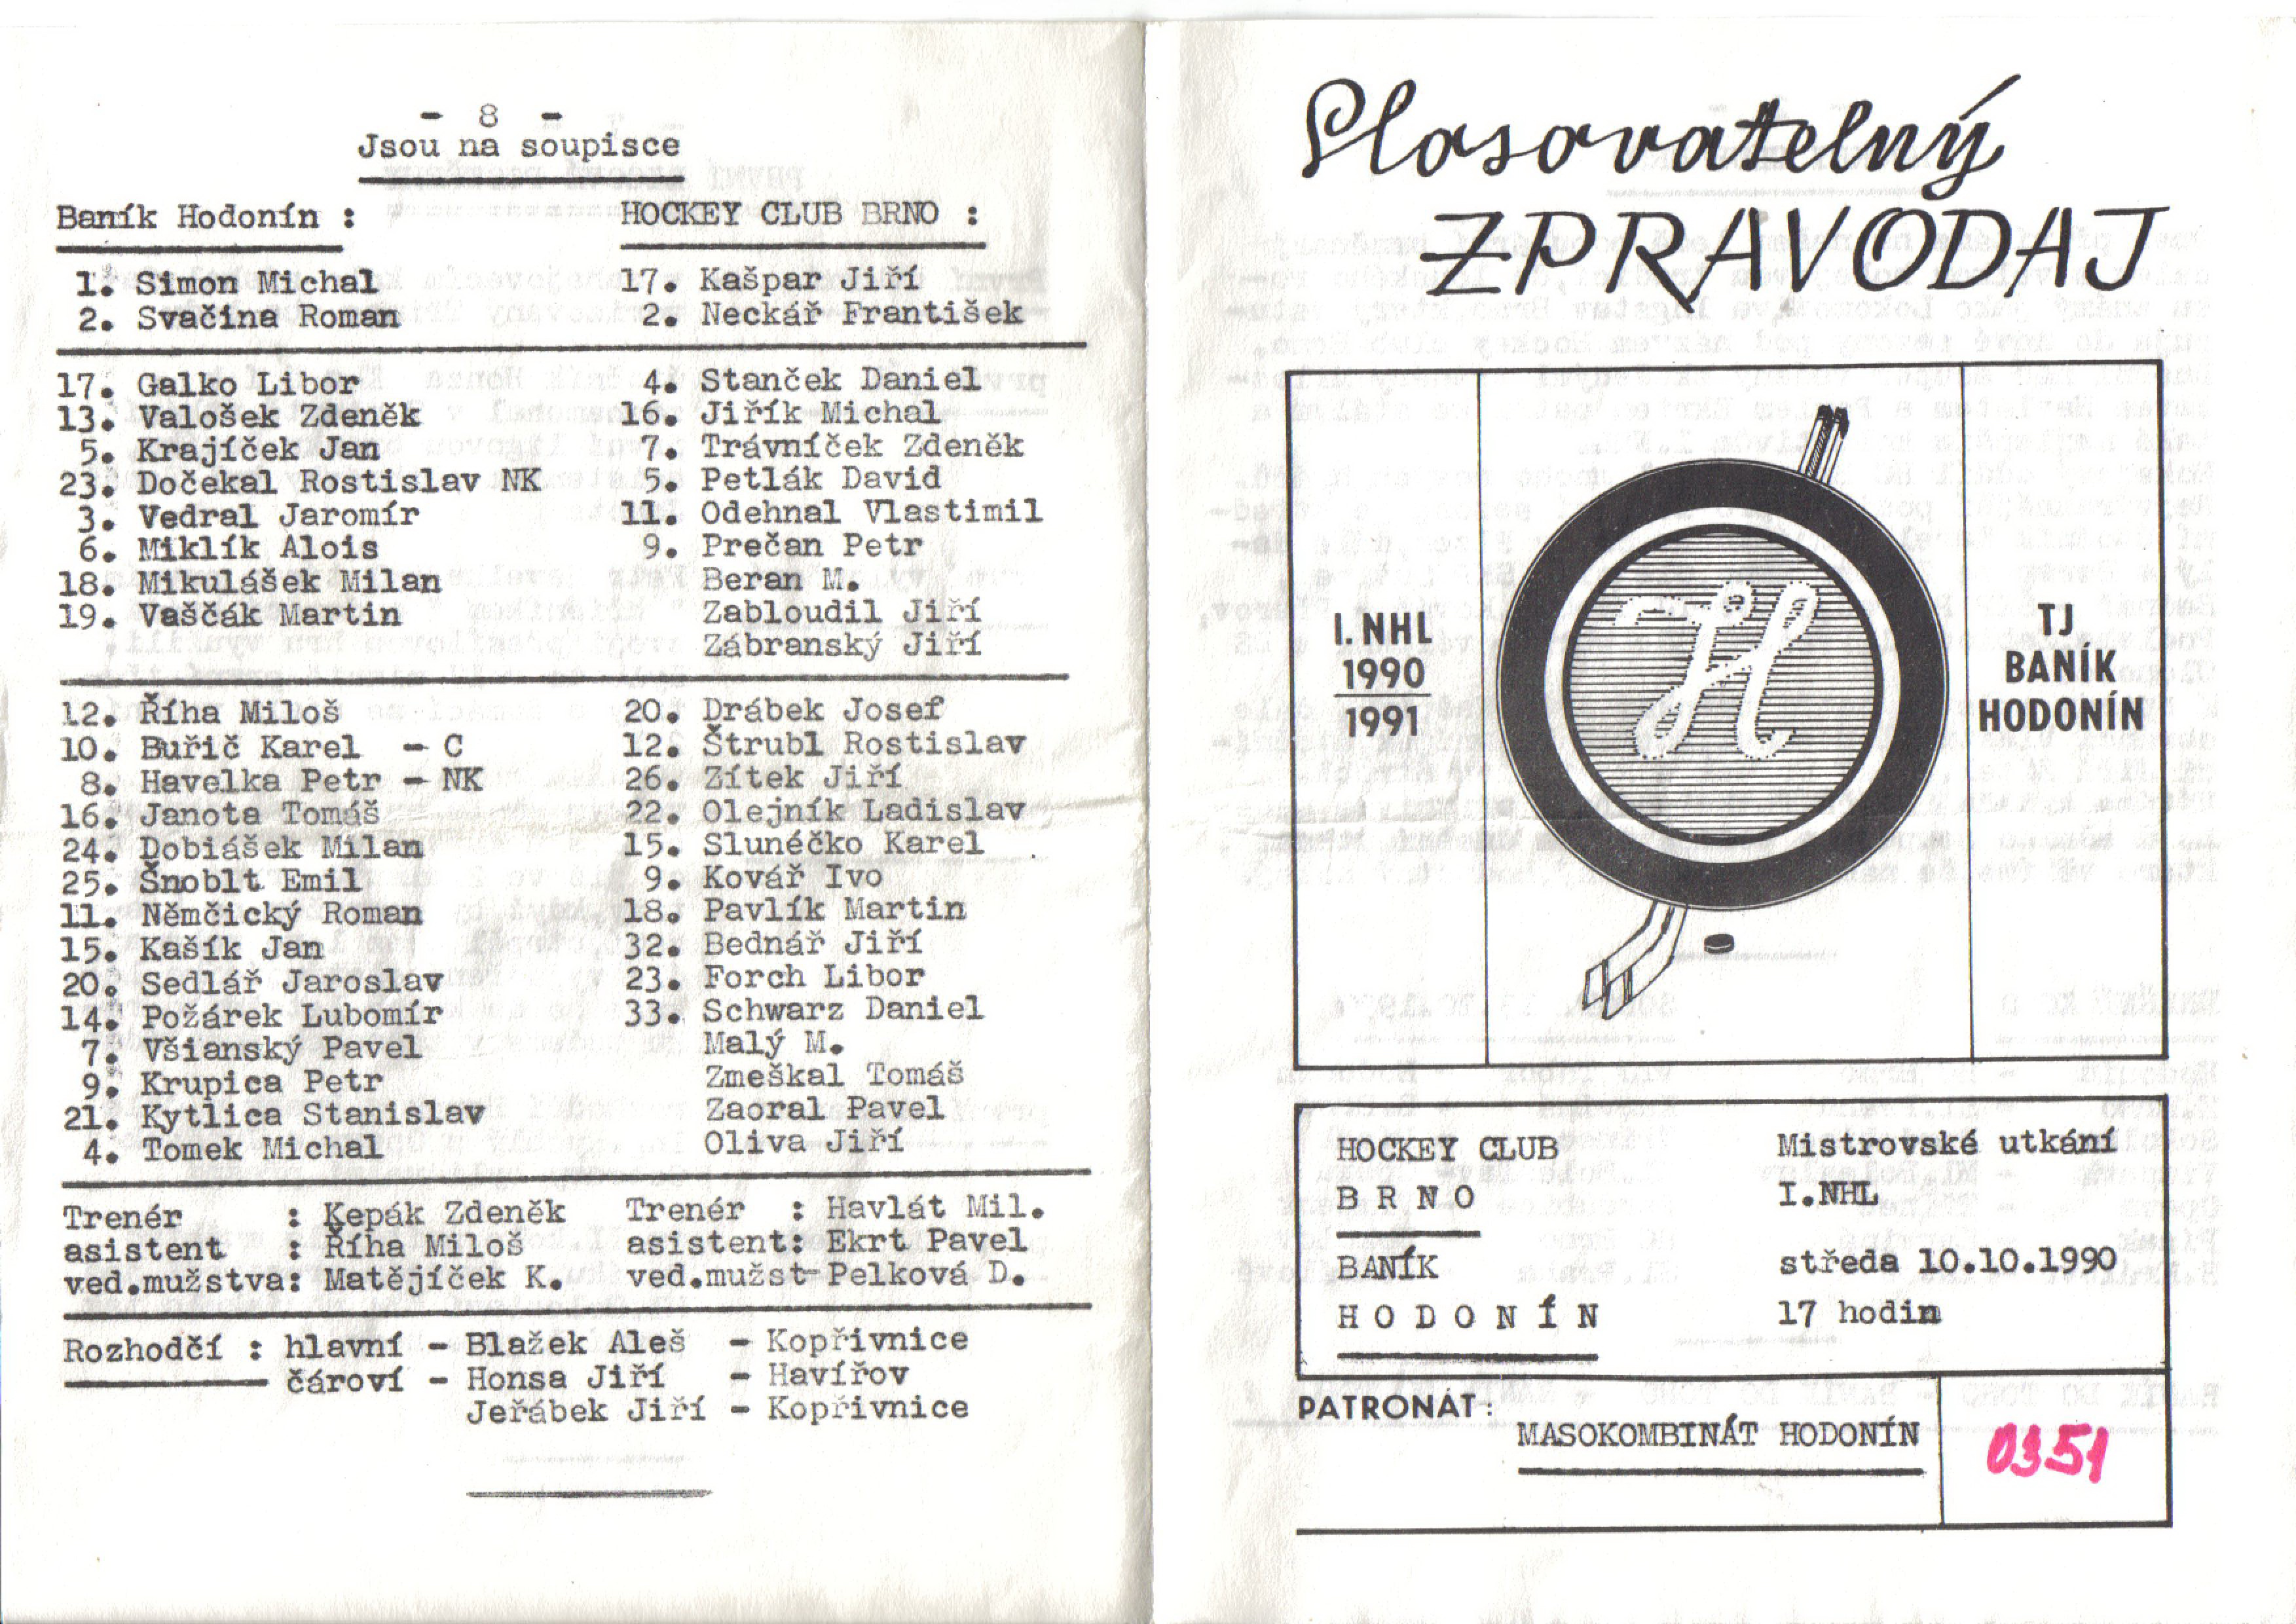 - 8 -
Jsou na soupisce
Baník Hodonín : HOCKEY CLUB BRNO :
1. Simon Michal 17. Kašpar Jiří
2. Svačina Roman 2. Neckář František
17. Galko Libor 4. Stanček Daniel
13. Valošek Zdeněk 16. Jiřík Michal
5. Krajíček Jan 7. Trávníček Zdeněk
23. Dočekal Rostislav NK 5. Petlák David
3. Vedral Jaromír 11. Odehnal Vlastimil
6. Miklík Alois 9. Prečan Petr
18. Mikulášek Milan Beran M.
19. Vaščák Martin Zabloudil Jiří
Zábranský Jiří
12. Říha Miloš 20. Drábek Josef
10. Buřič Karel - C 12. Štrubl Rostislav
8. Havelka Petr - NK 26. Zítek Jiří
16. Janota Tomáš 22. Olejník Ladislav
24. Dobiášek Milan 15. Slunéčko Karel
25. Šnoblt Emil 9. Kovář Ivo
11. Němčický Roman 18. Pavlík Martin
15. Kašík Jan 32. Bednář Jiří
20. Sedlář Jaroslav 23. Forch Libor
14. Požárek Lubomír 33. Schwarz Daniel
7. Všianský Pavel Malý M.
9. Krupica Petr Zmeškal Tomáš
21. Kytlica Stanislav Zaoral Pavel
4. Tomek Michal Oliva Jiří
Trenér : Kepák Zdeněk Trenér : Havlát Mil.
asistent : Říha Miloš asistent: Ekrt Pavel
ved.mužstva: Matějíček K. ved.mužst- Pelková D.
Rozhodčí : hlavní - Blažek Aleš - Kopřivnice
čároví - Honsa Jiří - Havířov
Jeřábek Jiří - Kopřivnice
Slosovatelný
ZPRAVODAJ
I. NHL
1990
1991
H
TJ
BANÍK
HODONÍN
HOCKEY CLUB Mistrovské utkání
B R N O I.NHL
BANÍK středa 10.10.1990
H O D O N Í N 17 hodin
PATRONÁT:
MASOKOMBINÁT HODONÍN
0351